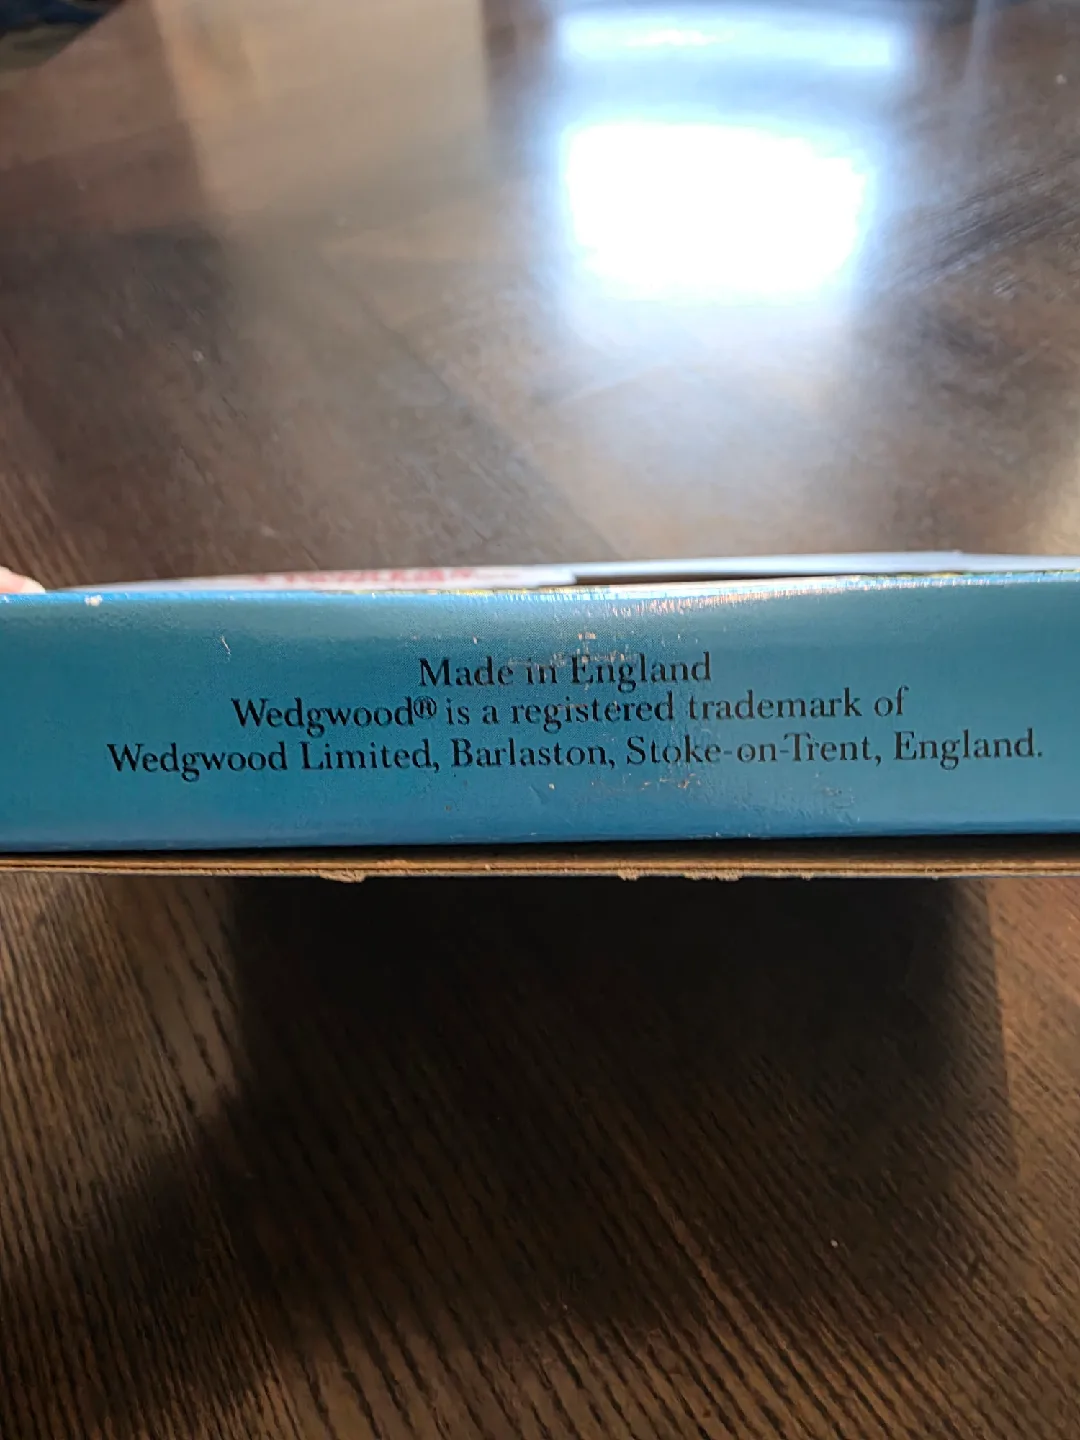 Made in England
Wedgwood® is a registered trademark of
Wedgwood Limited, Barlaston, Stoke-on-Trent, England.